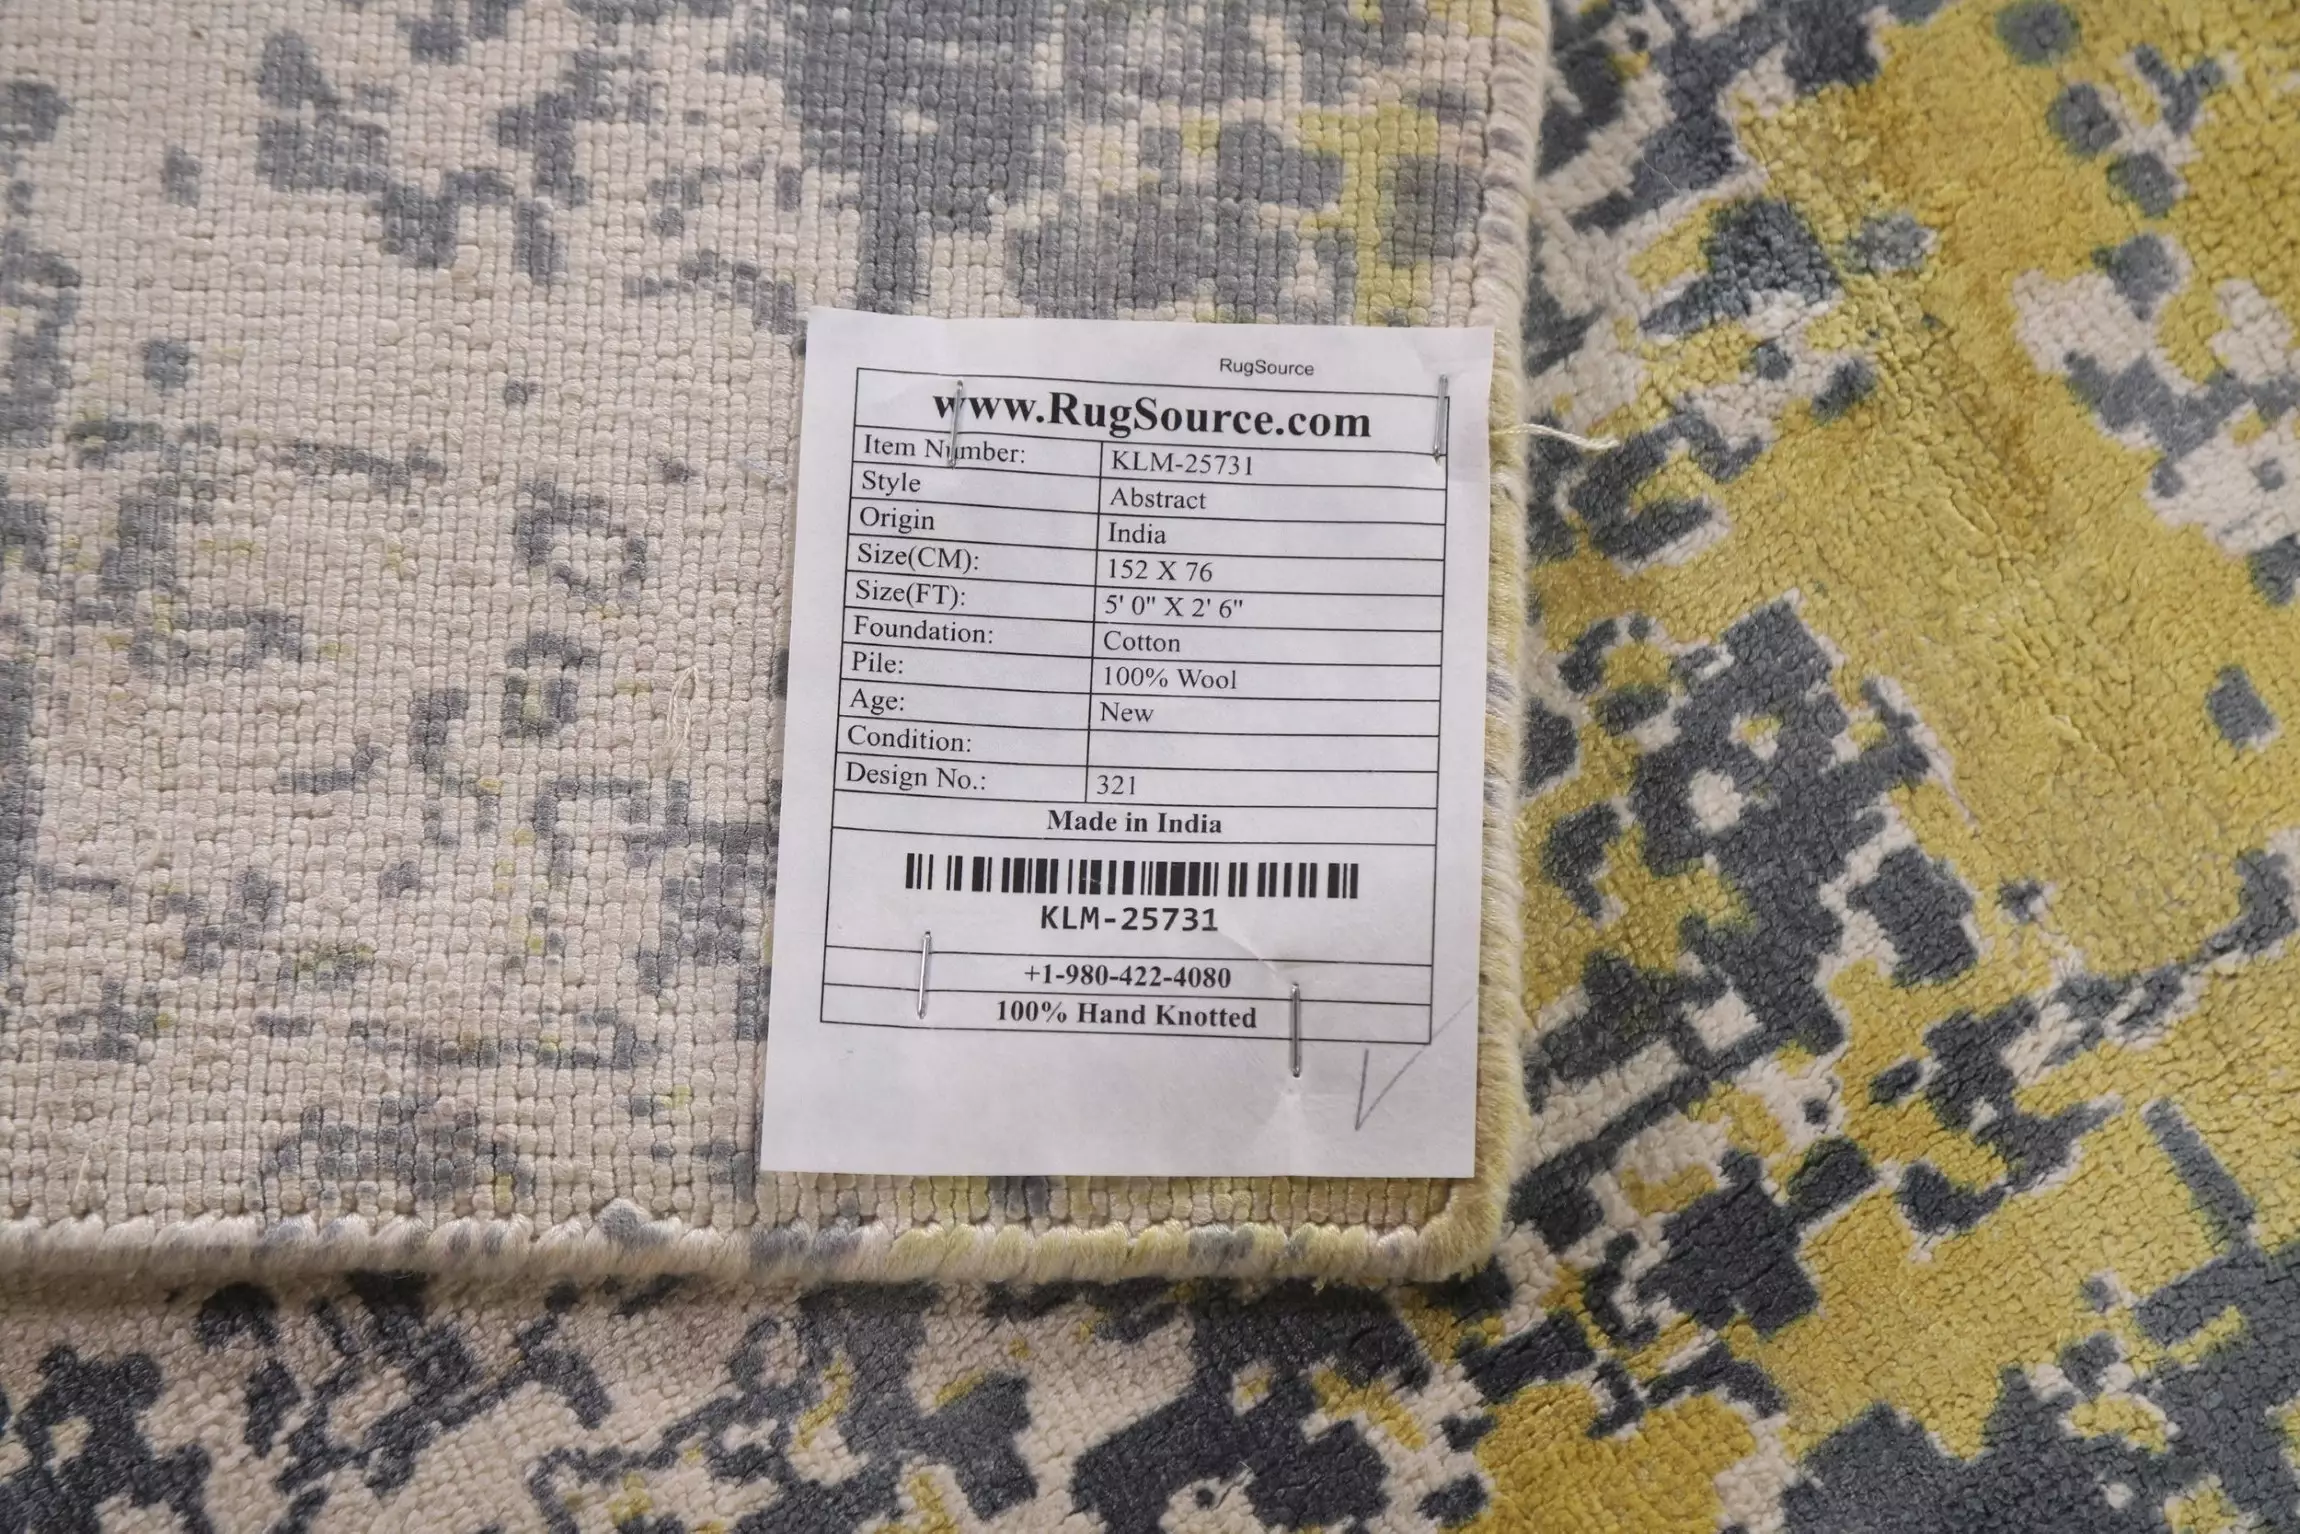 RugSource
www.RugSource.com
Item Number: KLM-25731
Style Abstract
Origin India
Size(CM): 152 X 76
Size(FT): 5' 0" X 2' 6"
Foundation: Cotton
Pile: 100% Wool
Age: New
Condition:
Design No.: 321
Made in India
KLM-25731
+1-980-422-4080
100% Hand Knotted